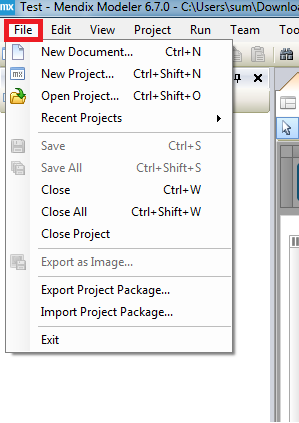 mx Test - Mendix Modeler 6.7.0 - C:\Users\sum\Downloa
File Edit View Project Run Team Too
New Document... Ctrl+N
mx New Project... Ctrl+Shift+N
Open Project... Ctrl+Shift+O
Recent Projects
Save Ctrl+S
Save All Ctrl+Shift+S
Close Ctrl+W
Close All Ctrl+Shift+W
Close Project
Export as Image...
Export Project Package...
Import Project Package...
Exit